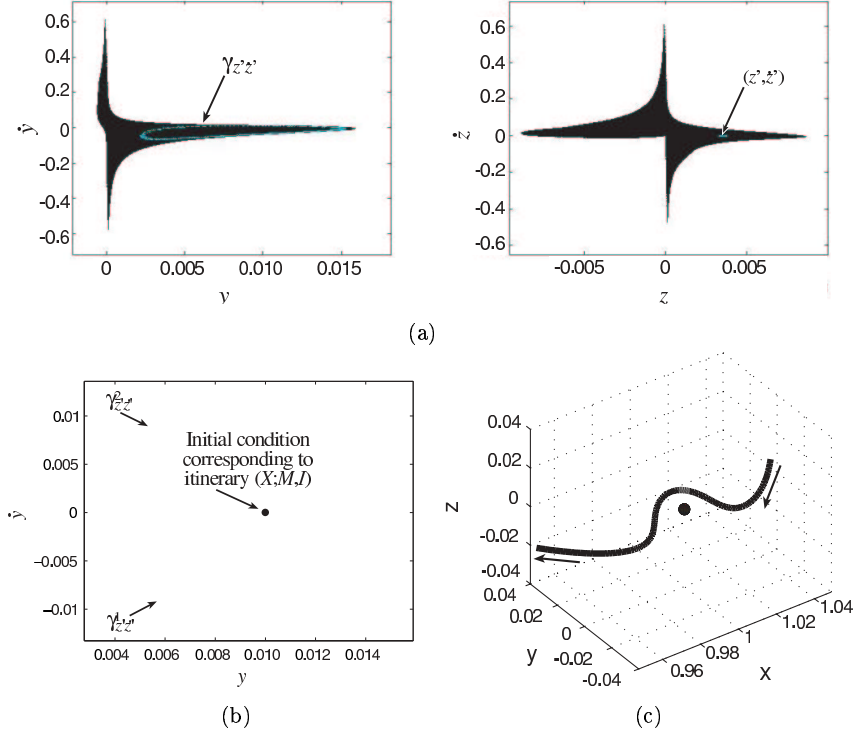 0.6
0.4
0.2
0
-0.2
-0.4
-0.6
ẏ
γz'ż'
0
0.005
0.010
0.015
y
0.6
0.4
0.2
0
-0.2
-0.4
-0.6
ż
(z',ż')
-0.005
0
0.005
z
(a)
0.01
0.005
0
−0.005
−0.01
ẏ
γ²z'ż'
Initial condition
corresponding to
itinerary (X;M,I)
γ¹z'ż'
0.004
0.006
0.008
0.010
0.012
0.014
y
(b)
0.04
0.02
0
-0.02
-0.04
z
0.04
0.02
0
-0.02
-0.04
y
0.96
0.98
1
1.02
1.04
x
(c)